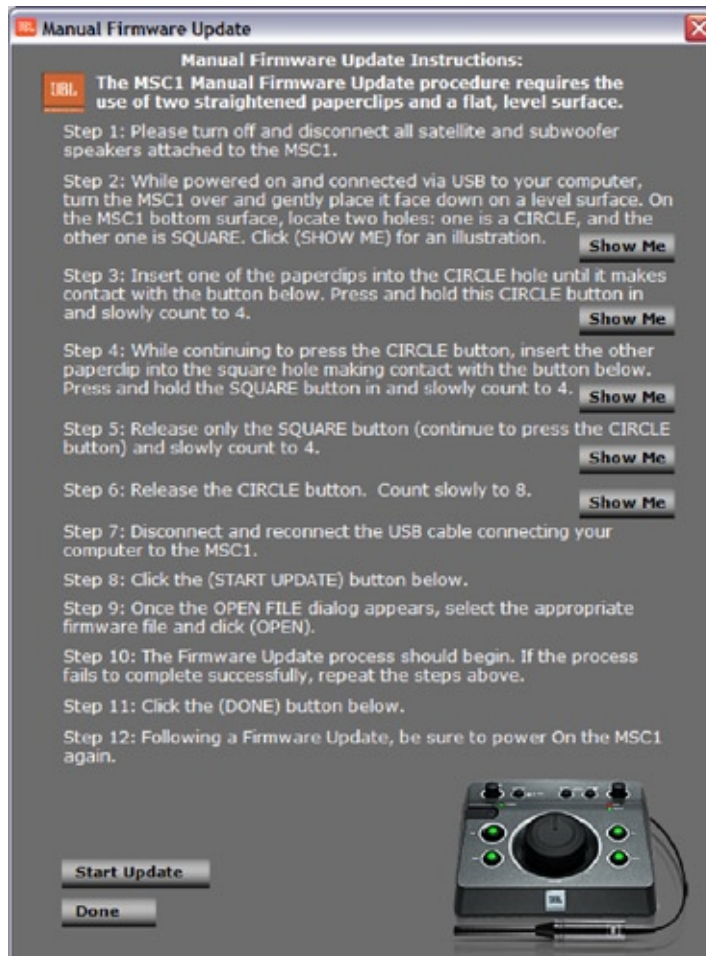 Manual Firmware Update
Manual Firmware Update Instructions:
JBL
The MSC1 Manual Firmware Update procedure requires the
use of two straightened paperclips and a flat, level surface.
Step 1: Please turn off and disconnect all satellite and subwoofer
speakers attached to the MSC1.
Step 2: While powered on and connected via USB to your computer,
turn the MSC1 over and gently place it face down on a level surface. On
the MSC1 bottom surface, locate two holes: one is a CIRCLE, and the
other one is SQUARE. Click (SHOW ME) for an illustration.
Show Me
Step 3: Insert one of the paperclips into the CIRCLE hole until it makes
contact with the button below. Press and hold this CIRCLE button in
and slowly count to 4.
Show Me
Step 4: While continuing to press the CIRCLE button, insert the other
paperclip into the square hole making contact with the button below.
Press and hold the SQUARE button in and slowly count to 4.
Show Me
Step 5: Release only the SQUARE button (continue to press the CIRCLE
button) and slowly count to 4.
Show Me
Step 6: Release the CIRCLE button. Count slowly to 8.
Show Me
Step 7: Disconnect and reconnect the USB cable connecting your
computer to the MSC1.
Step 8: Click the (START UPDATE) button below.
Step 9: Once the OPEN FILE dialog appears, select the appropriate
firmware file and click (OPEN).
Step 10: The Firmware Update process should begin. If the process
fails to complete successfully, repeat the steps above.
Step 11: Click the (DONE) button below.
Step 12: Following a Firmware Update, be sure to power On the MSC1
again.
Start Update
Done
JBL